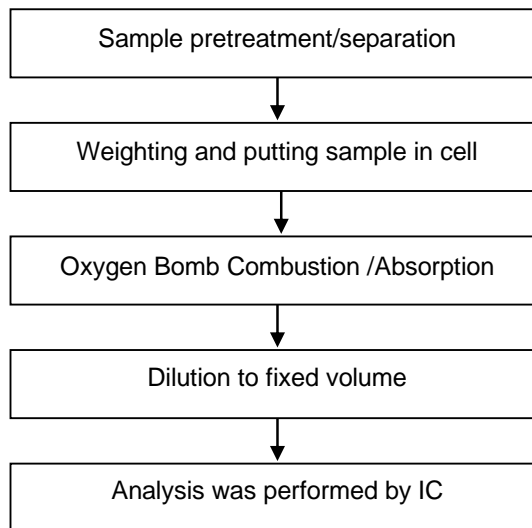 Sample pretreatment/separation
Weighting and putting sample in cell
Oxygen Bomb Combustion /Absorption
Dilution to fixed volume
Analysis was performed by IC